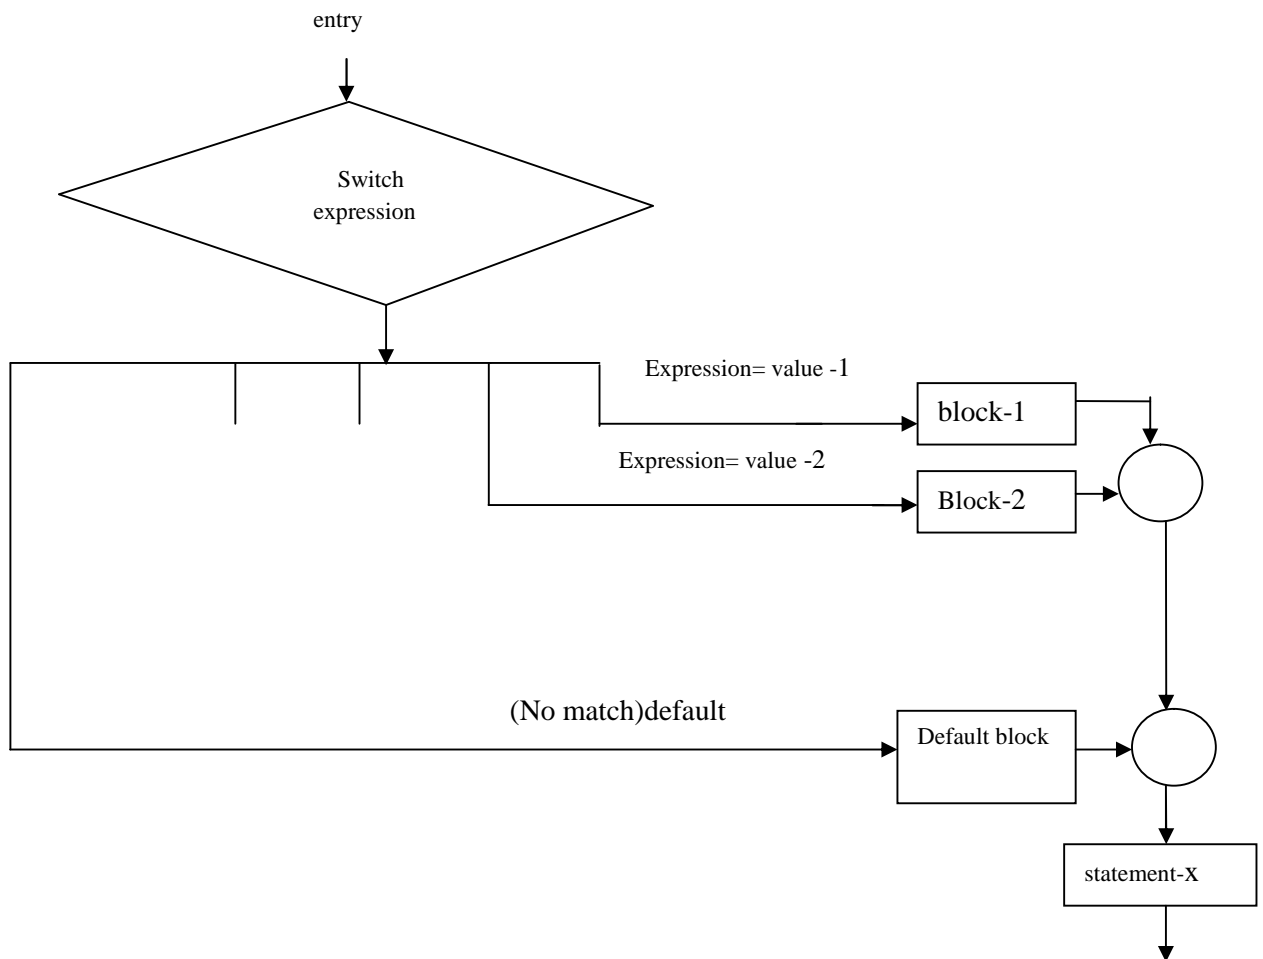 entry
Switch
expression
Expression= value -1
block-1
Expression= value -2
Block-2
(No match)default
Default block
statement-x